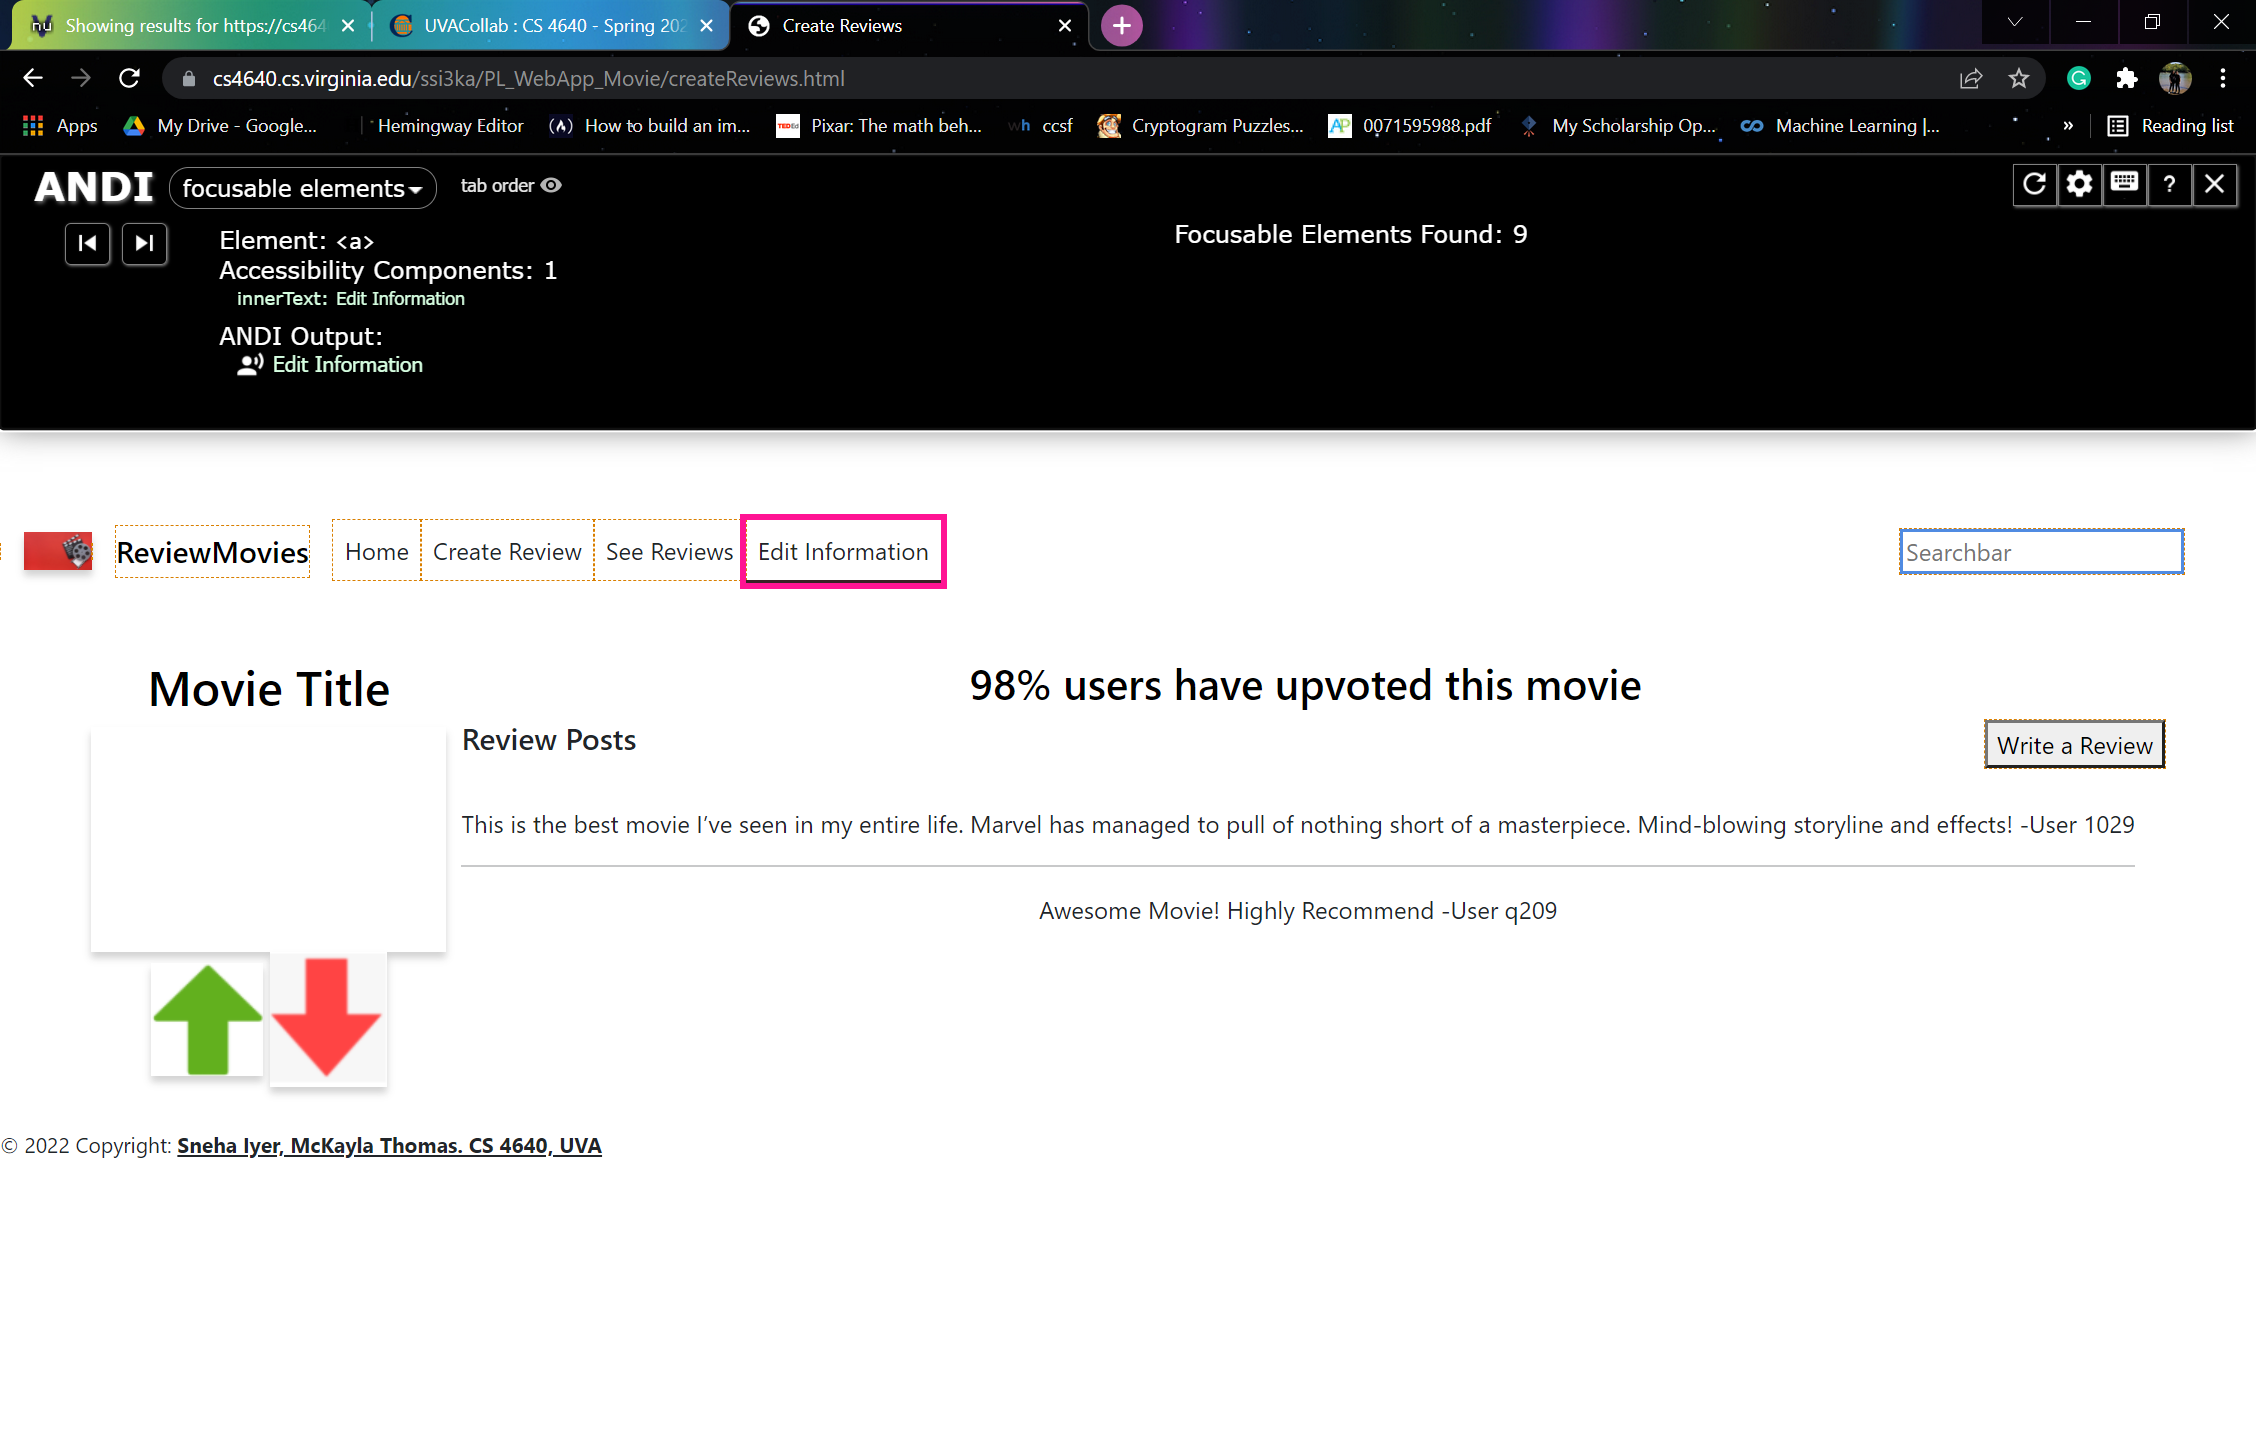 nu Showing results for https://cs464
UVACollab : CS 4640 - Spring 202
Create Reviews
cs4640.cs.virginia.edu/ssi3ka/PL_WebApp_Movie/createReviews.html
Apps
My Drive - Google...
Hemingway Editor
(A) How to build an im...
TED Ed Pixar: The math beh...
wh ccsf
Cryptogram Puzzles...
AP 0071595988.pdf
My Scholarship Op...
Machine Learning |...
»
Reading list
ANDI focusable elements tab order
?
Element: <a>
Focusable Elements Found: 9
Accessibility Components: 1
innerText: Edit Information
ANDI Output:
Edit Information
ReviewMovies Home Create Review See Reviews Edit Information Searchbar
Movie Title
98% users have upvoted this movie
Review Posts
Write a Review
This is the best movie I’ve seen in my entire life. Marvel has managed to pull of nothing short of a masterpiece. Mind-blowing storyline and effects! -User 1029
Awesome Movie! Highly Recommend -User q209
© 2022 Copyright: Sneha Iyer, McKayla Thomas. CS 4640, UVA